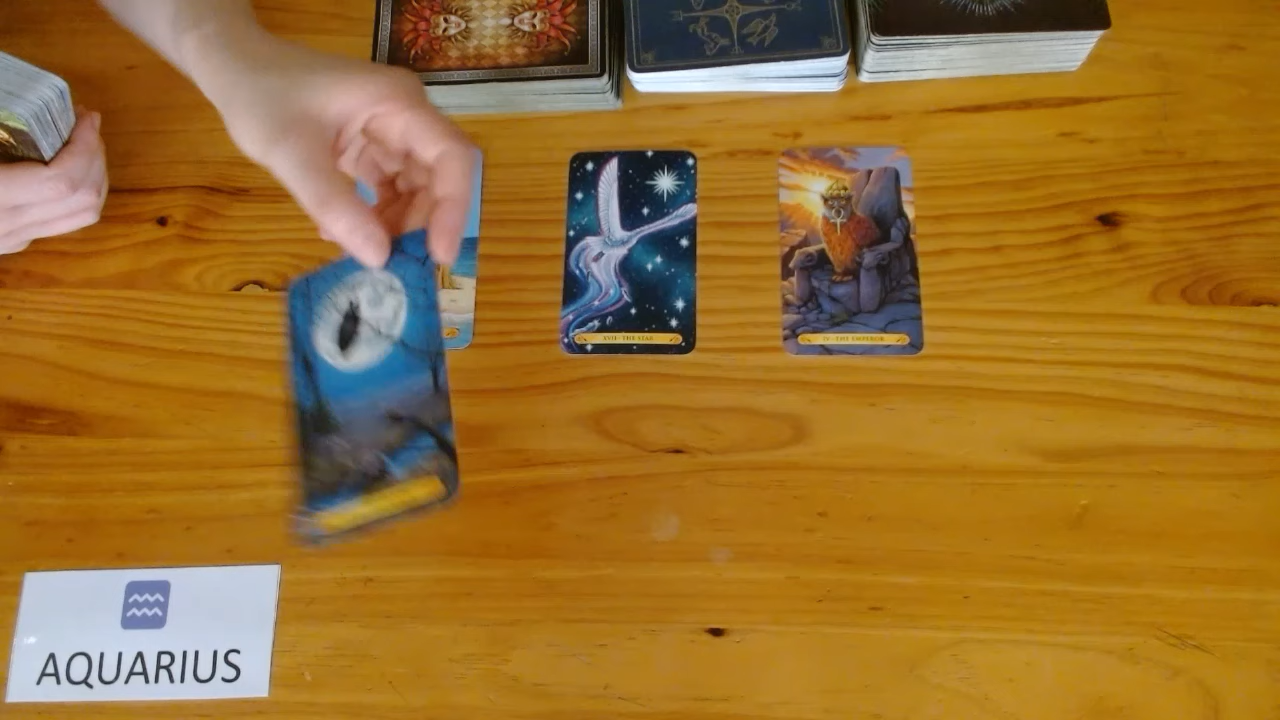 XVII - THE STAR
IV - THE EMPEROR
AQUARIUS